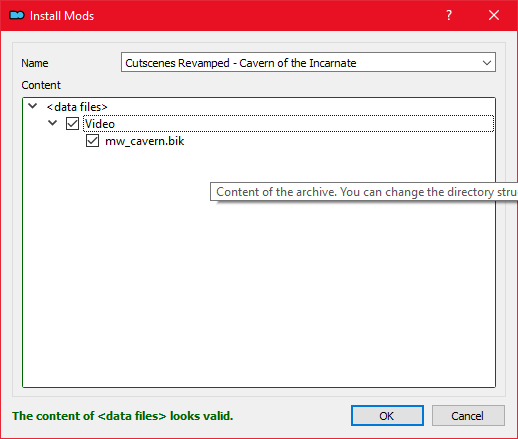 Install Mods
?
Name
Cutscenes Revamped - Cavern of the Incarnate
Content
<data files>
Video
mw_cavern.bik
Content of the archive. You can change the directory stru
The content of <data files> looks valid.
OK
Cancel